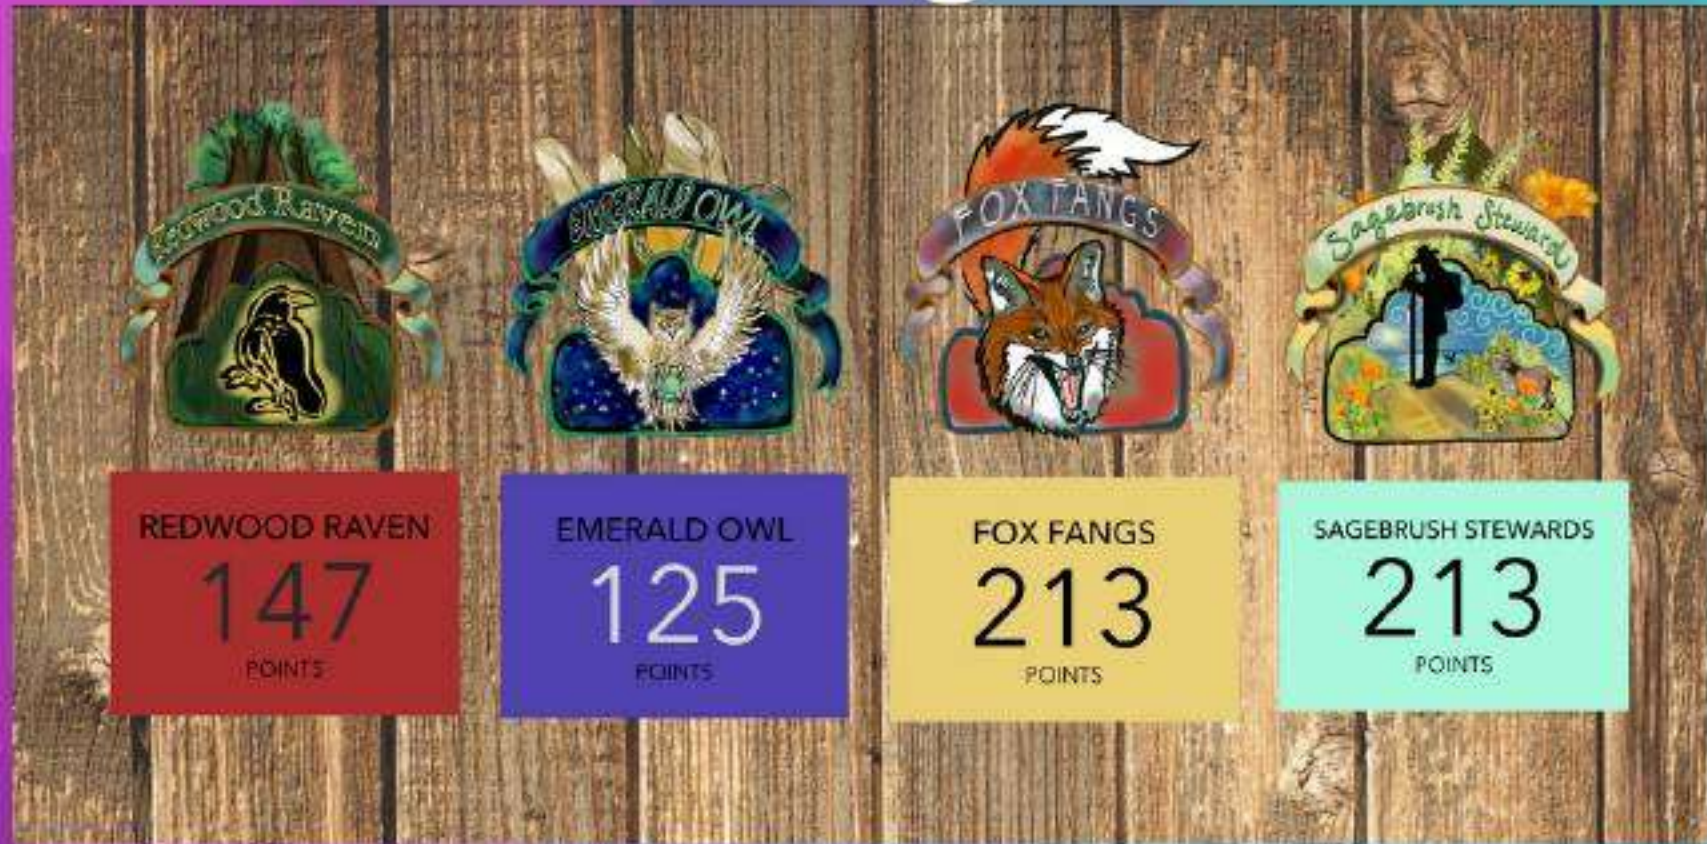 Redwood Raven
EMERALD OWL
FOX FANGS
Sagebrush Steward
REDWOOD RAVEN
147
POINTS
EMERALD OWL
125
POINTS
FOX FANGS
213
POINTS
SAGEBRUSH STEWARDS
213
POINTS